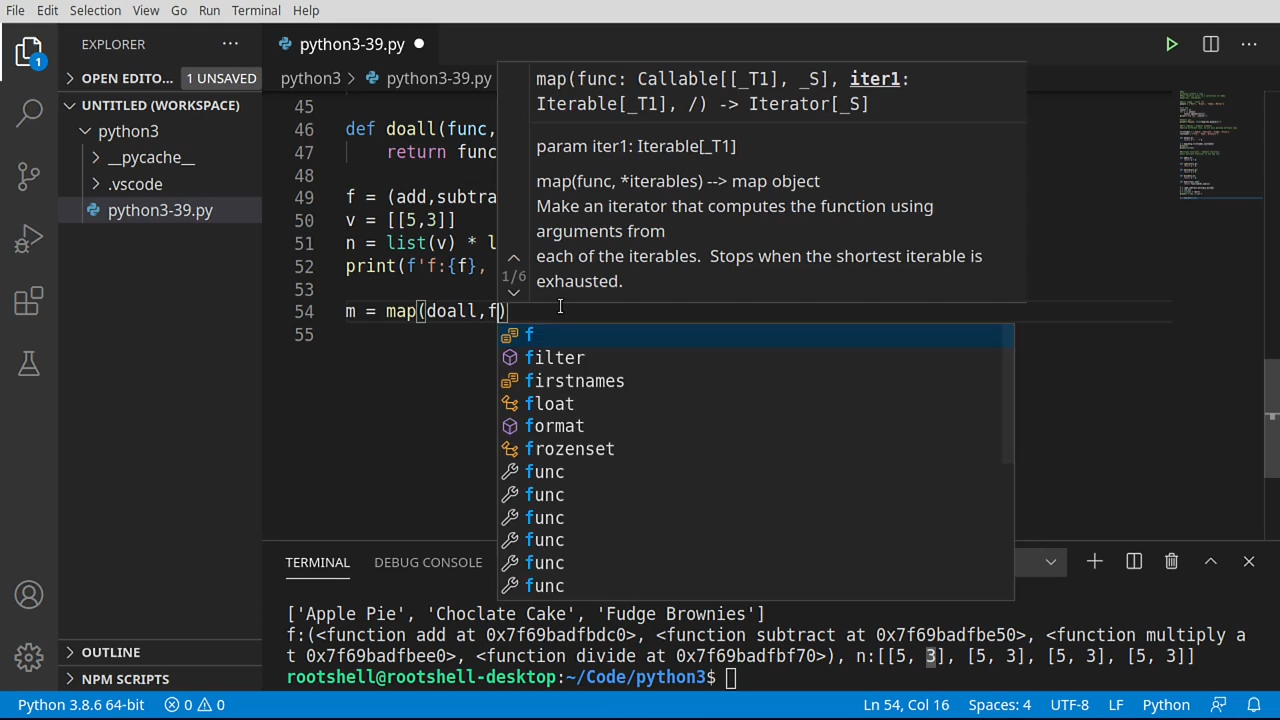 File Edit Selection View Go Run Terminal Help
EXPLORER
python3-39.py
OPEN EDITO... 1 UNSAVED
UNTITLED (WORKSPACE)
python3
__pycache__
.vscode
python3-39.py
OUTLINE
NPM SCRIPTS
1
python3 > python3-39.py
45
46 def doall(func,
47 return func
48
49 f = (add,subtra
50 v = [[5,3]]
51 n = list(v) * l
52 print(f'f:{f},
53
54 m = map(doall,f)
55
map(func: Callable[[_T1], _S], iter1:
Iterable[_T1], /) -> Iterator[_S]
param iter1: Iterable[_T1]
map(func, *iterables) --> map object
Make an iterator that computes the function using
arguments from
each of the iterables.  Stops when the shortest iterable is
exhausted.
1/6
f
filter
firstnames
float
format
frozenset
func
func
func
func
func
func
TERMINAL DEBUG CONSOLE
['Apple Pie', 'Choclate Cake', 'Fudge Brownies']
f:(<function add at 0x7f69badfbdc0>, <function subtract at 0x7f69badfbe50>, <function multiply a
t 0x7f69badfbee0>, <function divide at 0x7f69badfbf70>), n:[[5, 3], [5, 3], [5, 3], [5, 3]]
rootshell@rootshell-desktop:~/Code/python3$
Python 3.8.6 64-bit 0 0 Ln 54, Col 16 Spaces: 4 UTF-8 LF Python